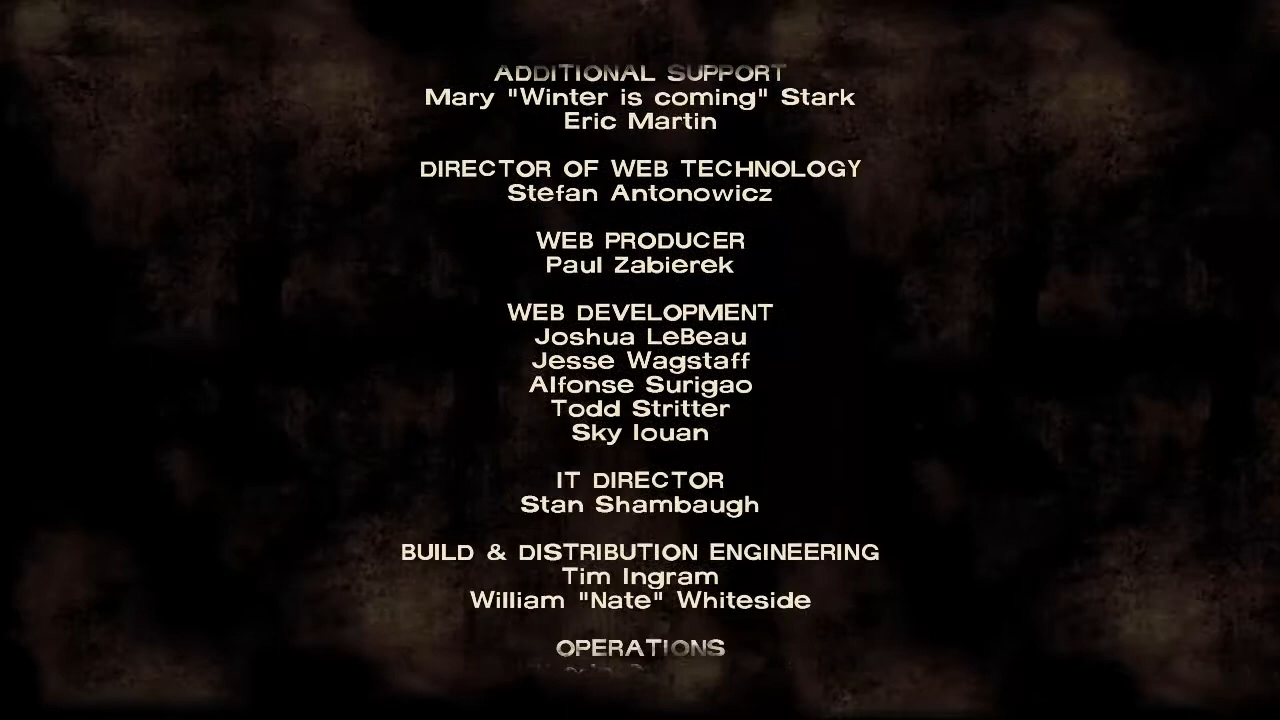 ADDITIONAL SUPPORT
Mary "Winter is coming" Stark
Eric Martin
DIRECTOR OF WEB TECHNOLOGY
Stefan Antonowicz
WEB PRODUCER
Paul Zabierek
WEB DEVELOPMENT
Joshua LeBeau
Jesse Wagstaff
Alfonse Surigao
Todd Stritter
Sky Iouan
IT DIRECTOR
Stan Shambaugh
BUILD & DISTRIBUTION ENGINEERING
Tim Ingram
William "Nate" Whiteside
OPERATIONS